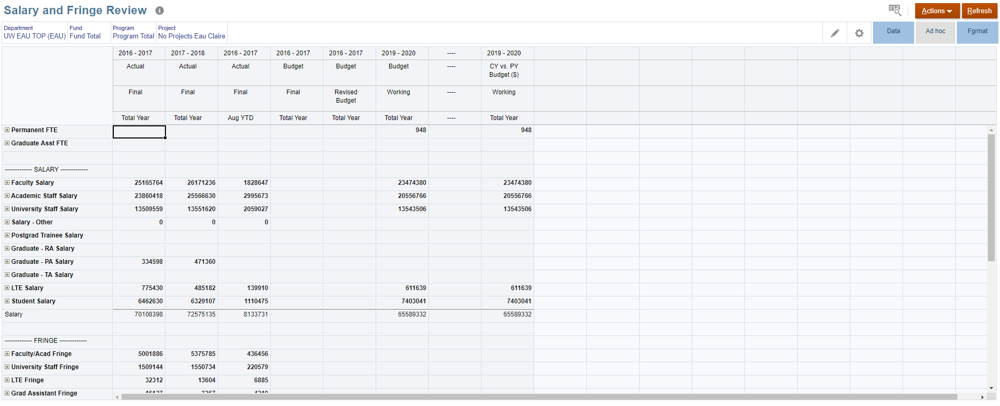 Salary and Fringe Review
Actions
Refresh
Department Fund Program Project
UW EAU TOP (EAU) Fund Total Program Total No Projects Eau Claire
Data Ad hoc Format
2016 - 2017 2017 - 2018 2016 - 2017 2016 - 2017 2016 - 2017 2019 - 2020 ---- 2019 - 2020
Actual Actual Actual Budget Budget Budget ---- CY vs. PY
Budget ($)
Final Final Final Final Revised Working ---- Working
Budget
Total Year Total Year Aug YTD Total Year Total Year Total Year ---- Total Year
Permanent FTE 948 948
Graduate Asst FTE
------------- SALARY -------------
Faculty Salary 25165764 26171236 1828647 23474380 23474380
Academic Staff Salary 23860418 25566630 2995673 20556766 20556766
University Staff Salary 13509559 13551620 2059027 13543506 13543506
Salary - Other 0 0 0
Postgrad Trainee Salary
Graduate - RA Salary
Graduate - PA Salary 334598 471360
Graduate - TA Salary
LTE Salary 775430 485182 139910 611639 611639
Student Salary 6462630 6329107 1110475 7403041 7403041
Salary 70108398 72575135 8133731 65589332 65589332
------------- FRINGE -------------
Faculty/Acad Fringe 5001886 5375785 436456
University Staff Fringe 1509144 1550734 220579
LTE Fringe 32312 13604 6885
Grad Assistant Fringe